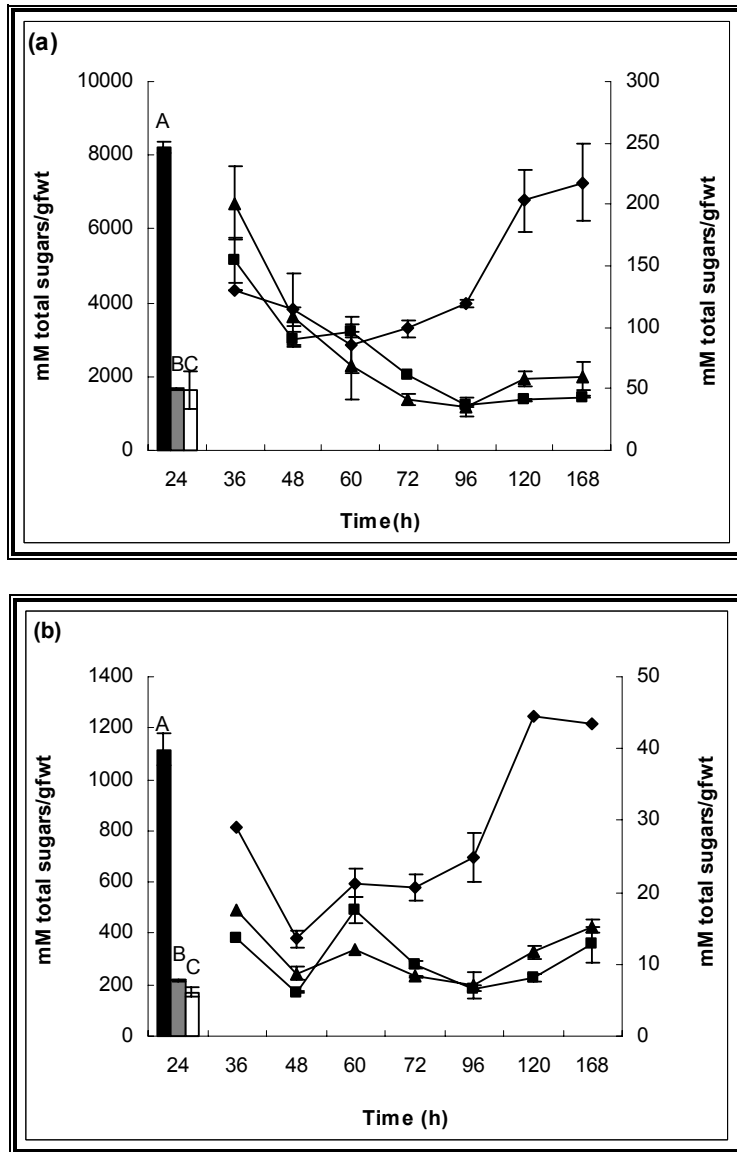 (a)
10000
8000
6000
4000
2000
0
mM total sugars/gfwt
A
B C
300
250
200
150
100
50
0
mM total sugars/gfwt
24 36 48 60 72 96 120 168
Time (h)
(b)
1400
1200
1000
800
600
400
200
0
mM total sugars/gfwt
A
B
C
50
40
30
20
10
0
mM total sugars/gfwt
24 36 48 60 72 96 120 168
Time (h)